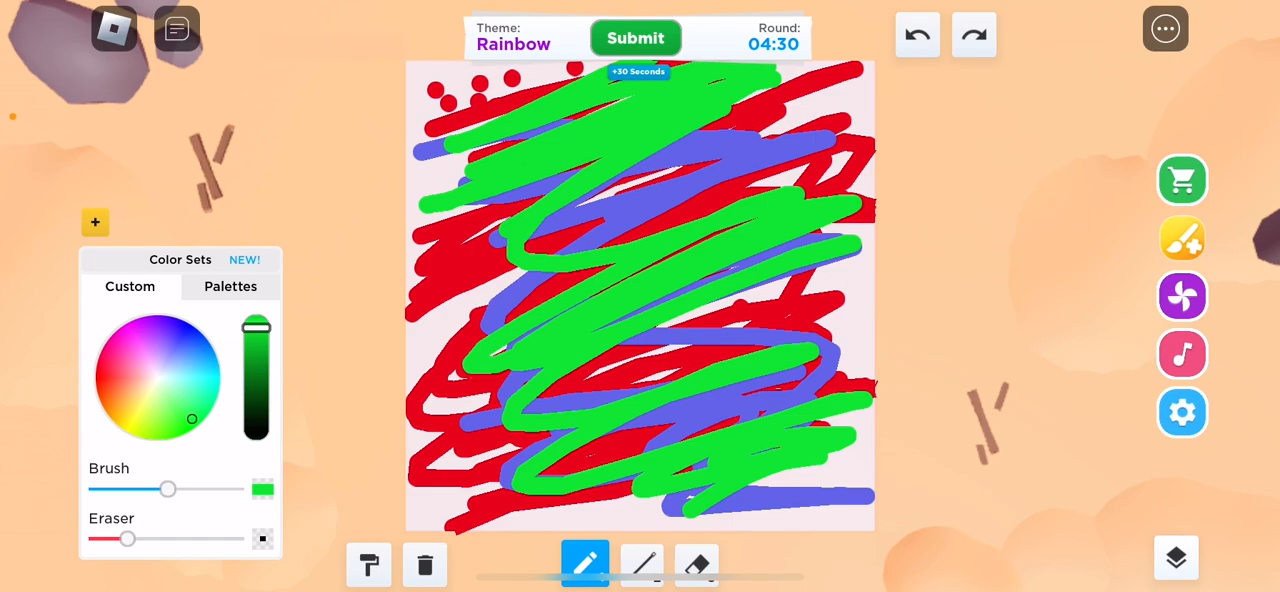 Theme:
Rainbow
Submit
Round:
04:30
+30 Seconds
+
Color Sets NEW!
Custom Palettes
Brush
Eraser